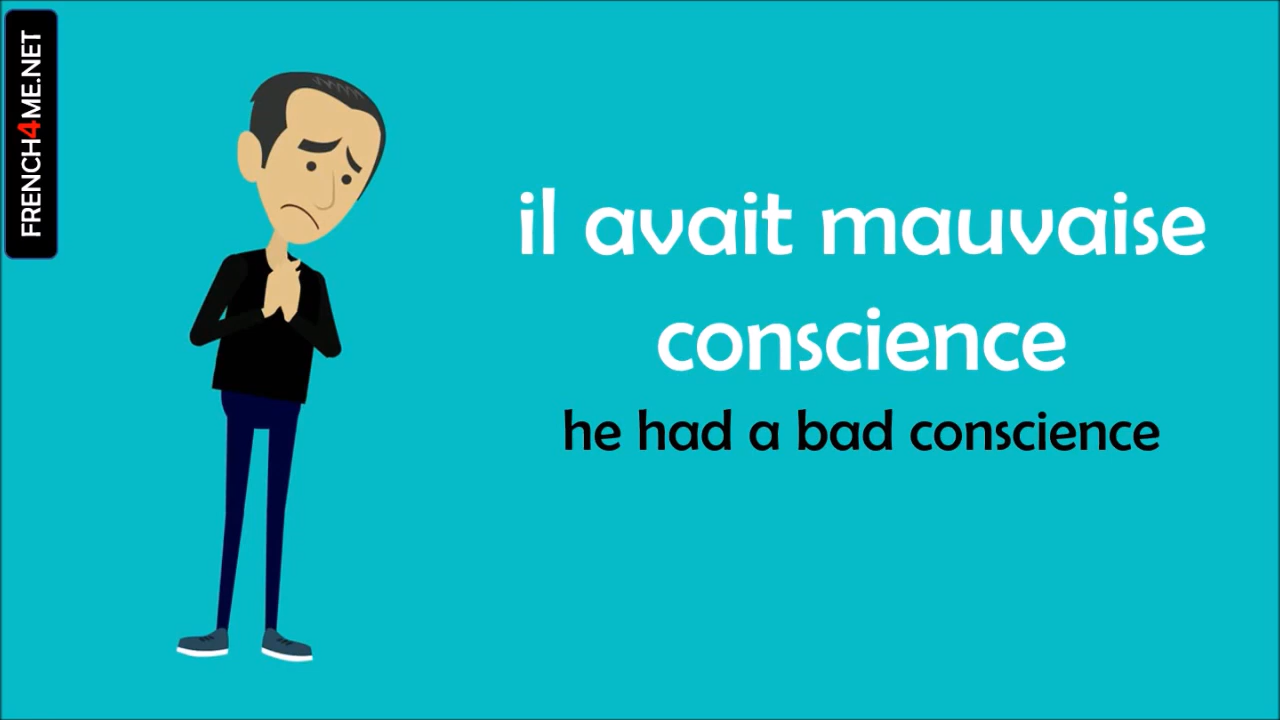 FRENCH4ME.NET
il avait mauvaise
conscience
he had a bad conscience